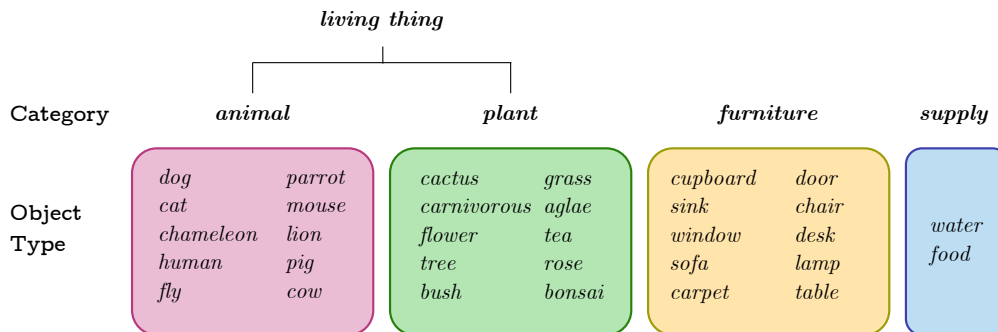 living thing
Category animal plant furniture supply
Object
Type
dog parrot
cat mouse
chameleon lion
human pig
fly cow
cactus grass
carnivorous aglae
flower tea
tree rose
bush bonsai
cupboard door
sink chair
window desk
sofa lamp
carpet table
water
food